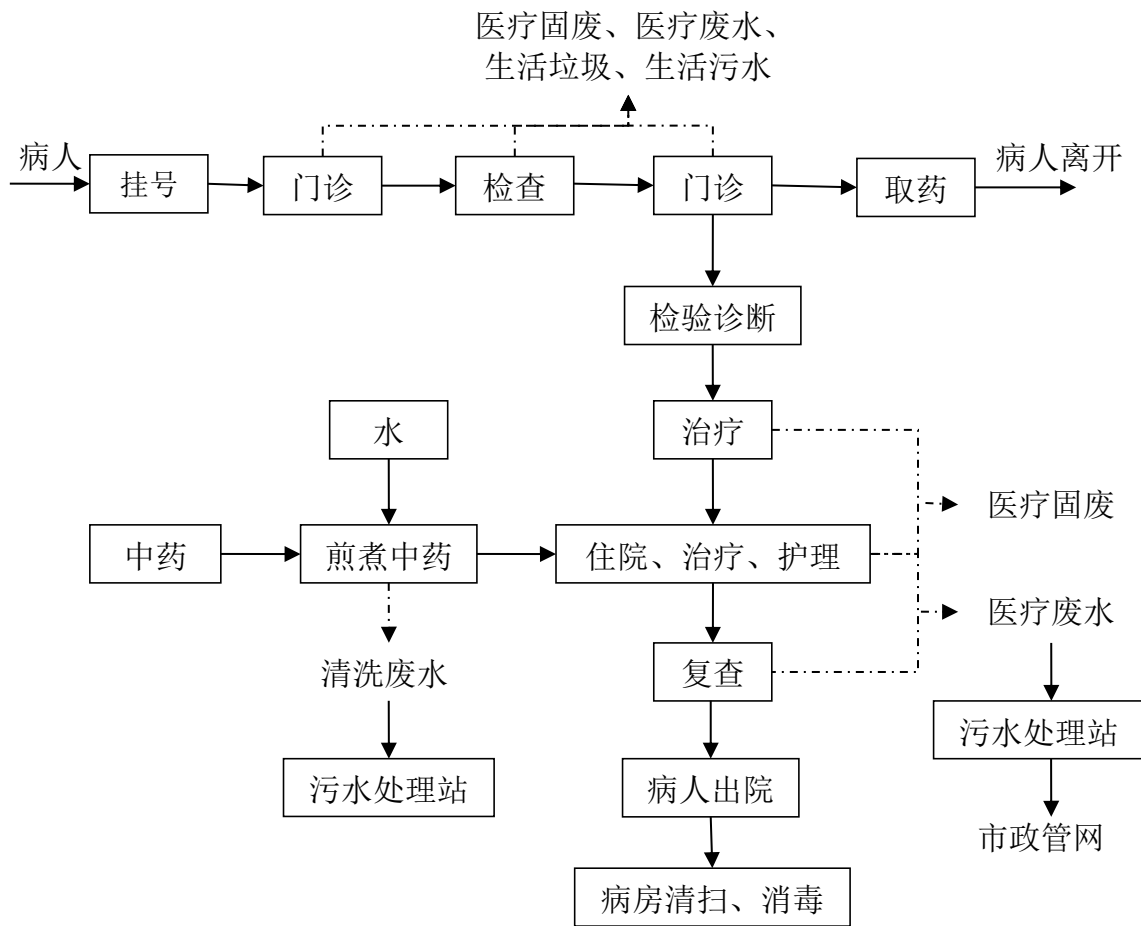 医疗固废、医疗废水、
生活垃圾、生活污水
病人
挂号
门诊
检查
门诊
取药
病人离开
检验诊断
水
治疗
医疗固废
中药
煎煮中药
住院、治疗、护理
医疗废水
清洗废水
复查
污水处理站
污水处理站
病人出院
市政管网
病房清扫、消毒